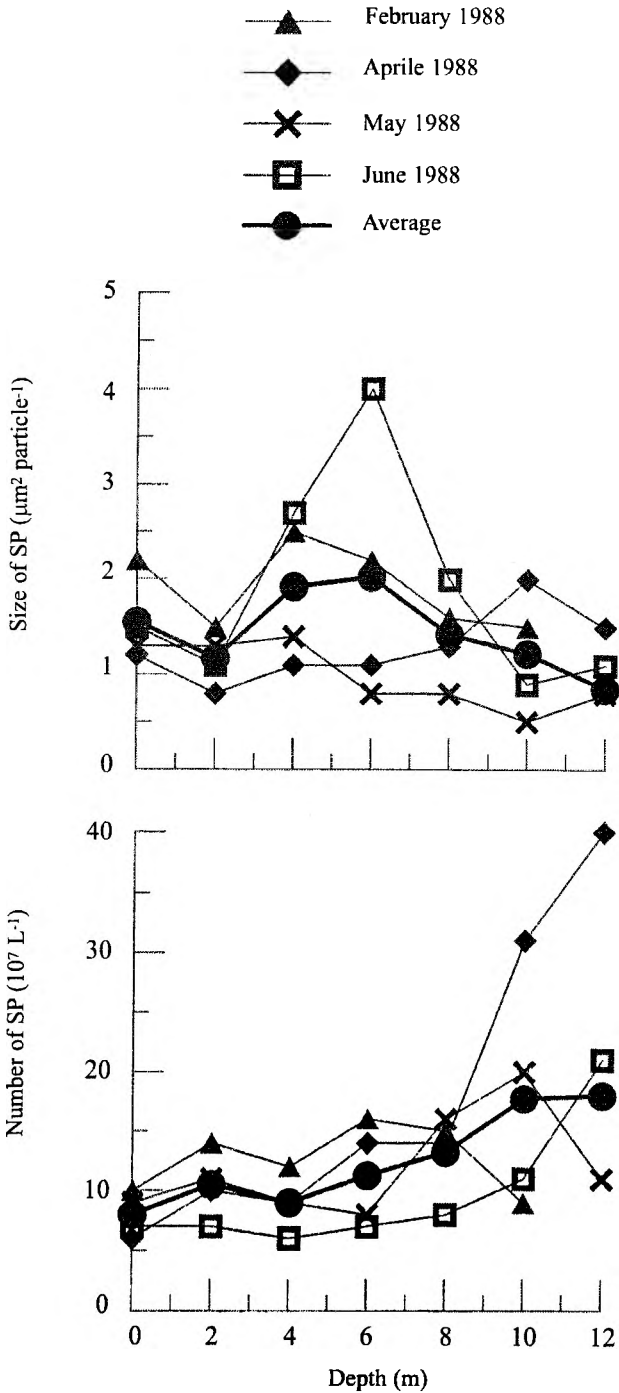 February 1988
Aprile 1988
May 1988
June 1988
Average
Size of SP (µm² particle⁻¹)
5
4
3
2
1
0
Number of SP (10⁷ L⁻¹)
40
30
20
10
0
0 2 4 6 8 10 12
Depth (m)